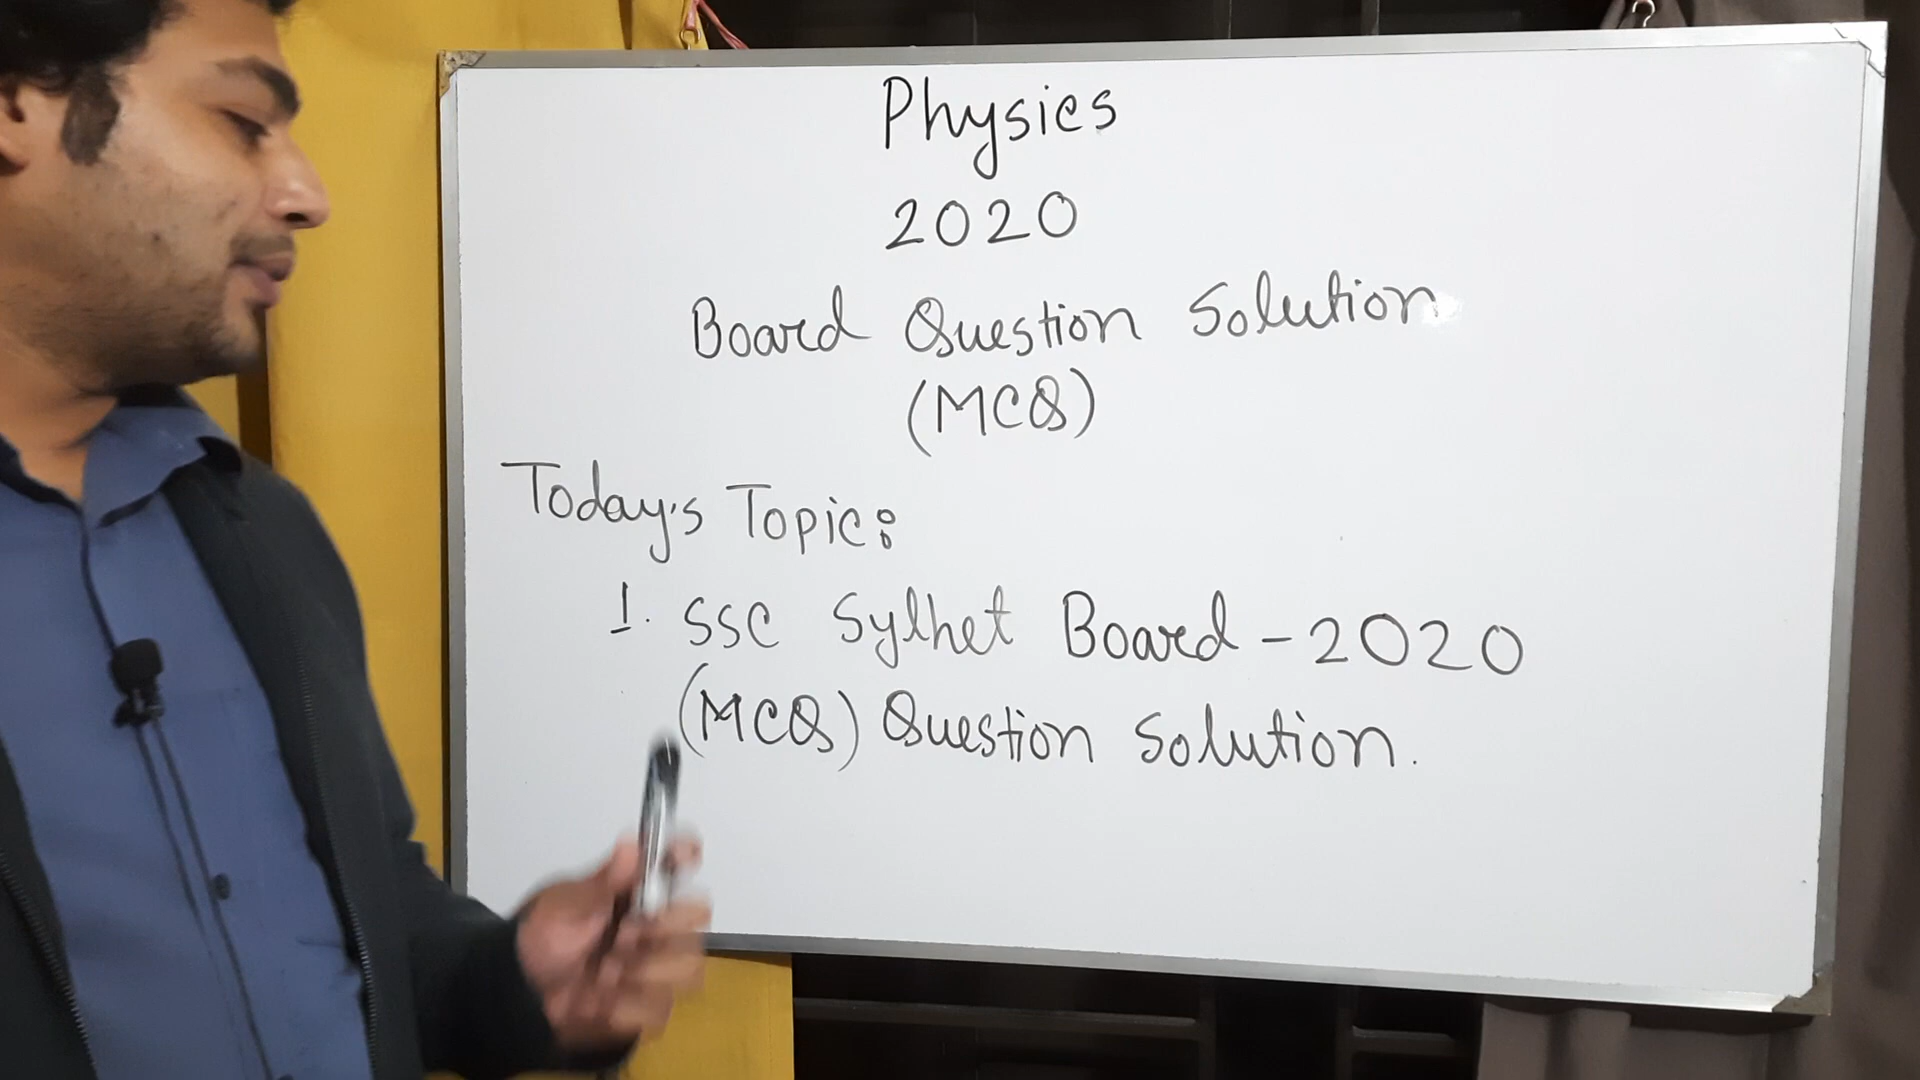 Physics
2020
Board Question Solution
(MCQ)
Today's Topic:
1. SSC Sylhet Board - 2020
(MCQ) Question Solution.